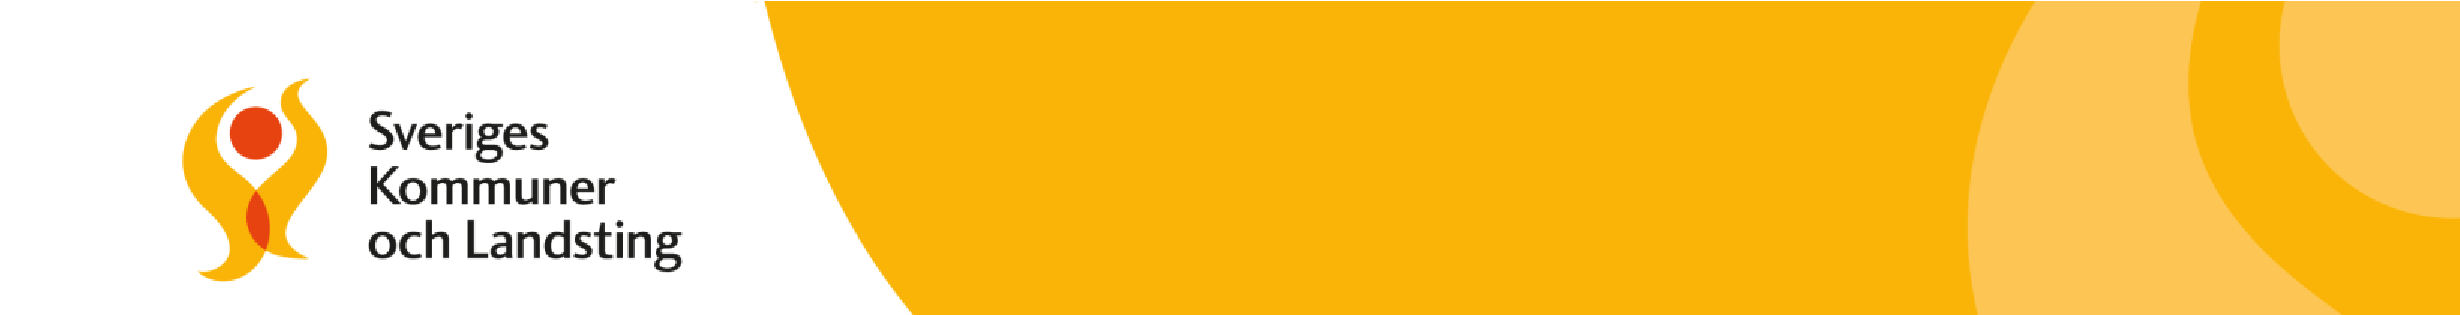 Sveriges
Kommuner
och Landsting